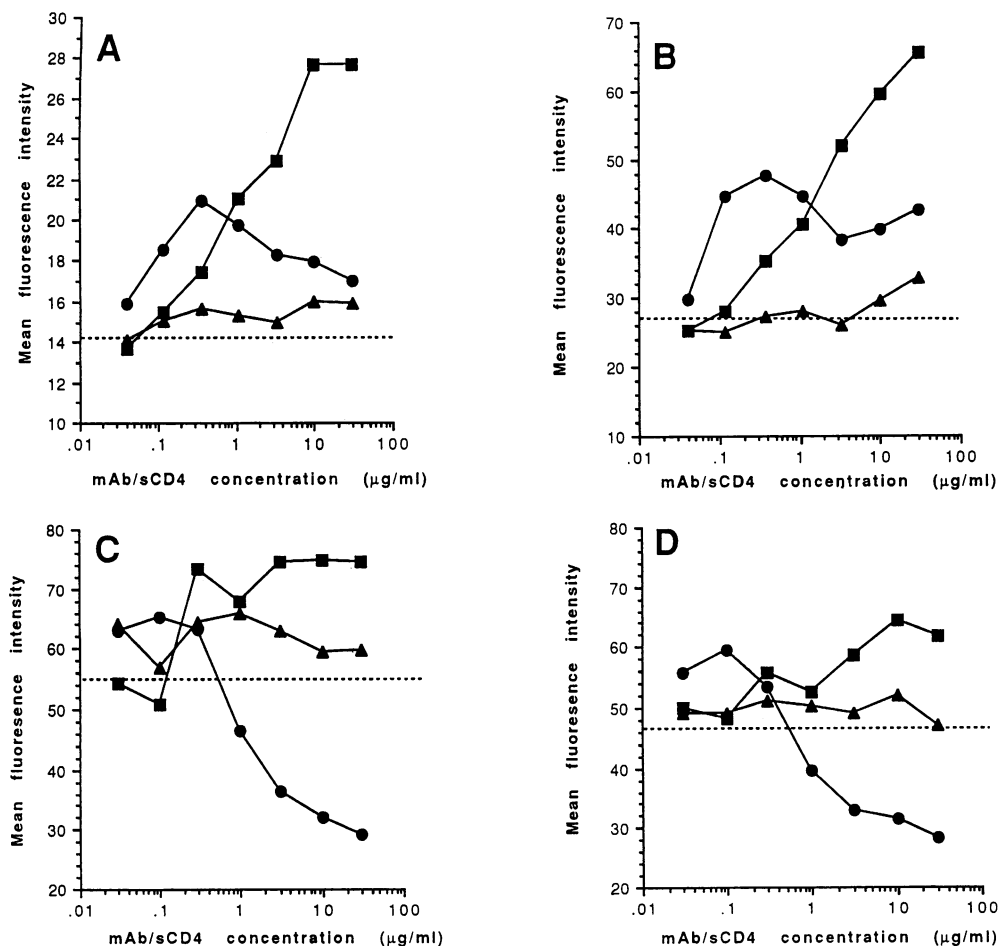 A
30
28
26
24
22
20
18
16
14
12
10
Mean fluorescence intensity
.01 .1 1 10 100
mAb/sCD4 concentration (μg/ml)
B
70
60
50
40
30
20
10
Mean fluorescence intensity
.01 .1 1 10 100
mAb/sCD4 concentration (μg/ml)
C
80
70
60
50
40
30
20
Mean fluoresence intensity
.01 .1 1 10 100
mAb/sCD4 concentration (μg/ml)
D
80
70
60
50
40
30
20
Mean fluoresence intensity
.01 .1 1 10 100
mAb/sCD4 concentration (μg/ml)